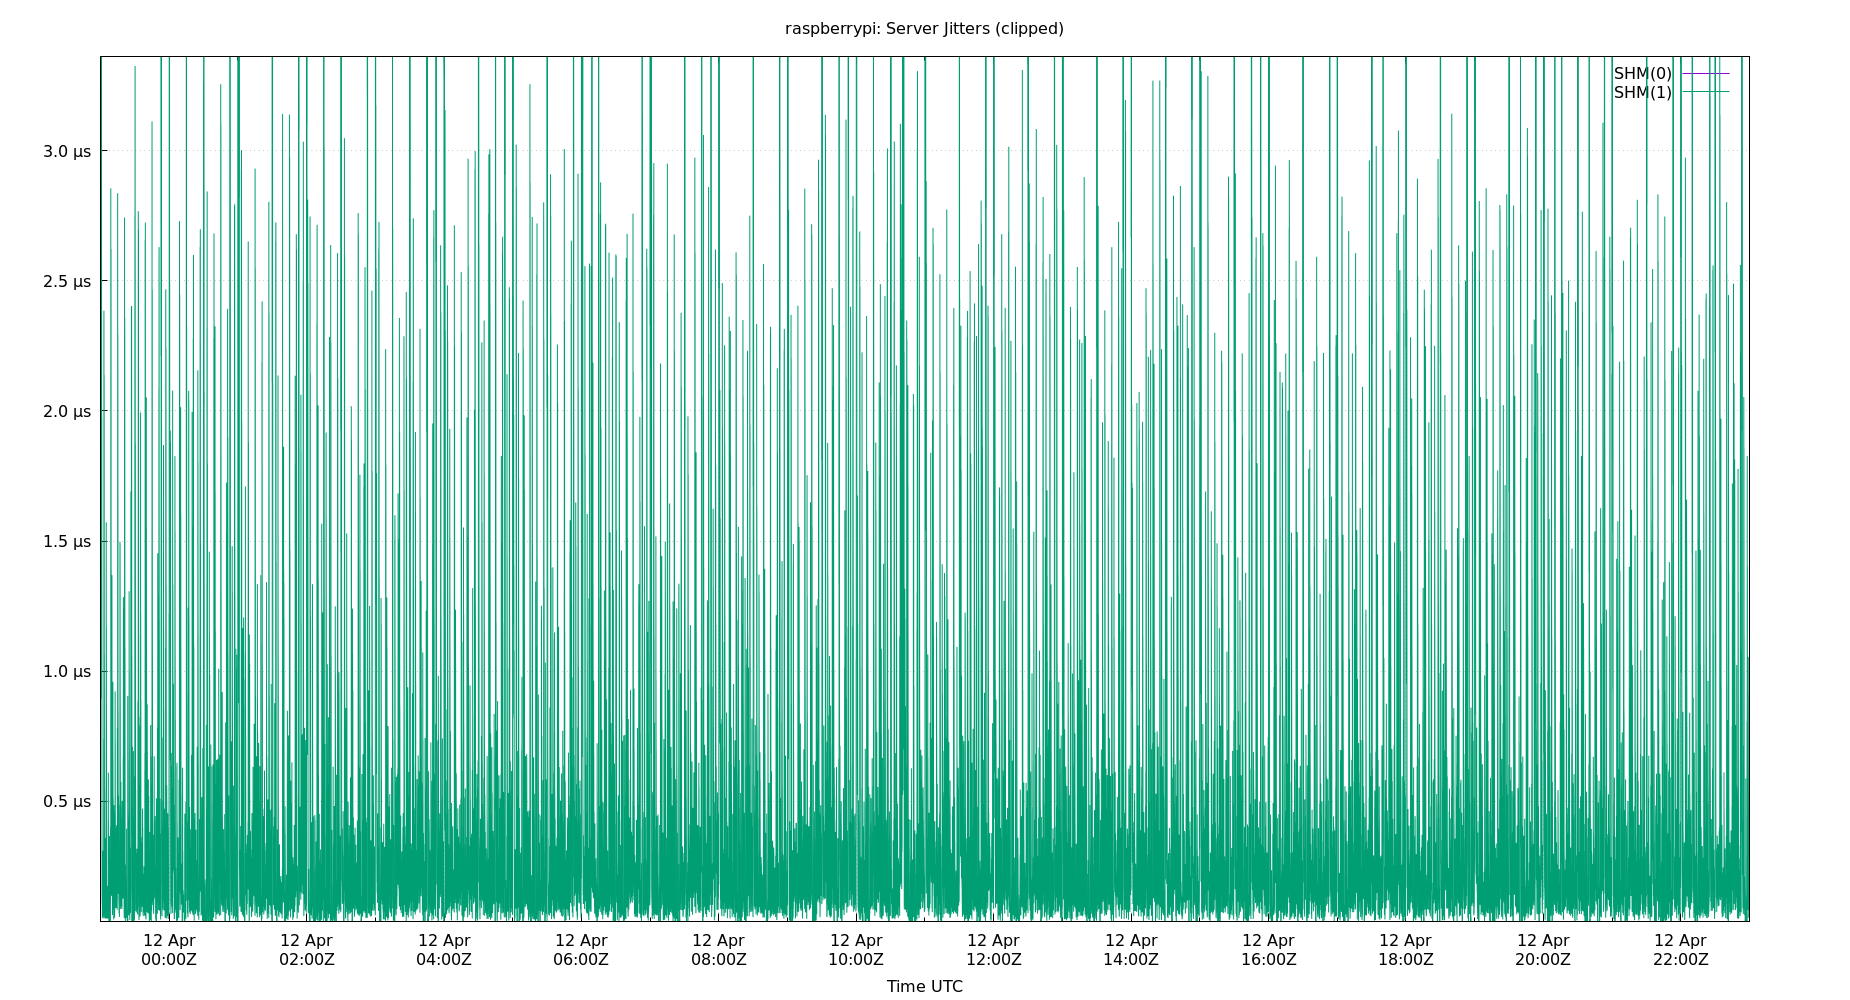 raspberrypi: Server Jitters (clipped)
SHM(0)
SHM(1)
3.0 µs
2.5 µs
2.0 µs
1.5 µs
1.0 µs
0.5 µs
12 Apr 12 Apr 12 Apr 12 Apr 12 Apr 12 Apr 12 Apr 12 Apr 12 Apr 12 Apr 12 Apr 12 Apr
00:00Z 02:00Z 04:00Z 06:00Z 08:00Z 10:00Z 12:00Z 14:00Z 16:00Z 18:00Z 20:00Z 22:00Z
Time UTC